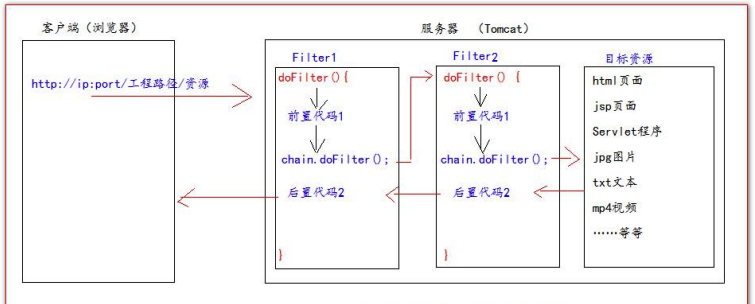 客户端（浏览器）
http://ip:port/工程路径/资源
服务器 （Tomcat）
Filter1
doFilter(){
前置代码1
chain.doFilter();
后置代码2
}
Filter2
doFilter() {
前置代码1
chain.doFilter();
后置代码2
}
目标资源
html页面
jsp页面
Servlet程序
jpg图片
txt文本
mp4视频
……等等